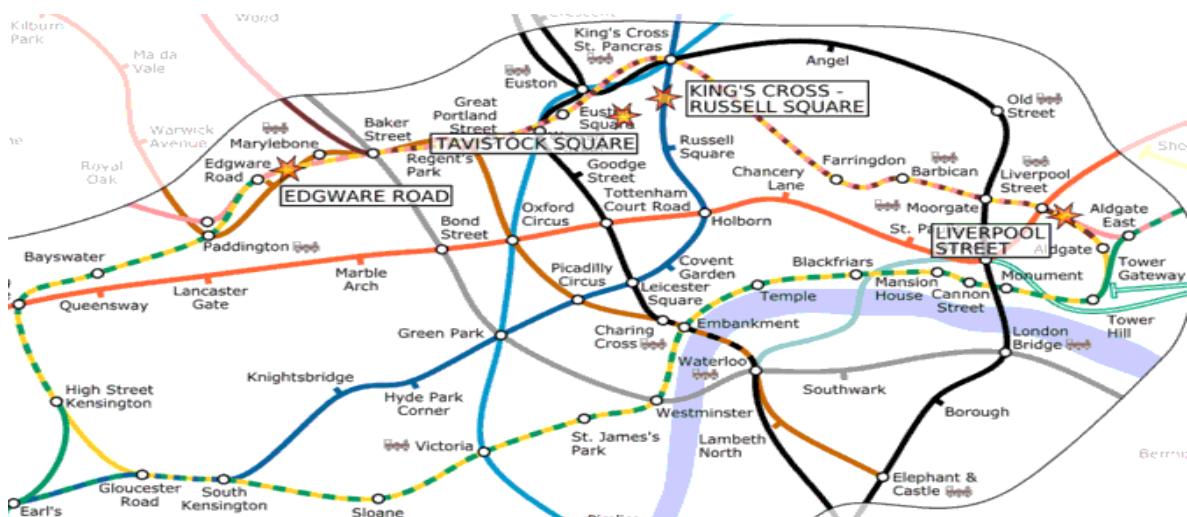 Kilburn
Park
Wood
Crescent
Ma da
Vale
King's Cross
St. Pancras
Angel
Euston
KING'S CROSS -
RUSSELL SQUARE
Old
Street
Warwick
Avenue
Marylebone
Baker
Street
Great
Portland
Street
Euston
Square
TAVISTOCK SQUARE
Royal
Oak
Edgware
Road
EDGWARE ROAD
Regent's
Park
Goodge
Street
Russell
Square
Farringdon
Barbican
Liverpool
Street
Chancery
Lane
Moorgate
Aldgate
East
Tottenham
Court Road
Holborn
Bond
Street
Oxford
Circus
St. Pa
LIVERPOOL
STREET
Aldgate
Paddington
Bayswater
Queensway
Lancaster
Gate
Marble
Arch
Picadilly
Circus
Covent
Garden
Leicester
Square
Blackfriars
Temple
Mansion
House
Cannon
Street
Monument
Tower
Gateway
Tower
Hill
Green Park
Charing
Cross
Embankment
Waterloo
London
Bridge
High Street
Kensington
Knightsbridge
Hyde Park
Corner
Westminster
Southwark
Borough
St. James's
Park
Lambeth
North
Victoria
Gloucester
Road
South
Kensington
Sloane
Earl's
Elephant &
Castle